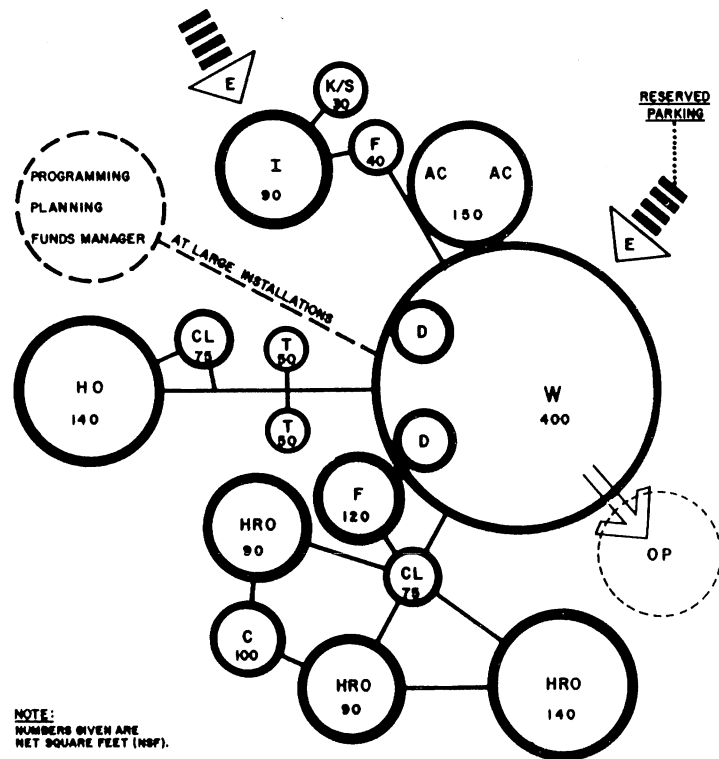 E
K/S
30
RESERVED
PARKING
F
40
I
90
AC AC
150
PROGRAMMING
PLANNING
FUNDS MANAGER
E
AT LARGE INSTALLATIONS
CL
75
T
50
D
HO
140
W
400
T
50
D
F
120
HRO
90
OP
CL
75
C
100
HRO
90
HRO
140
NOTE:
NUMBERS GIVEN ARE
NET SQUARE FEET (NSF).